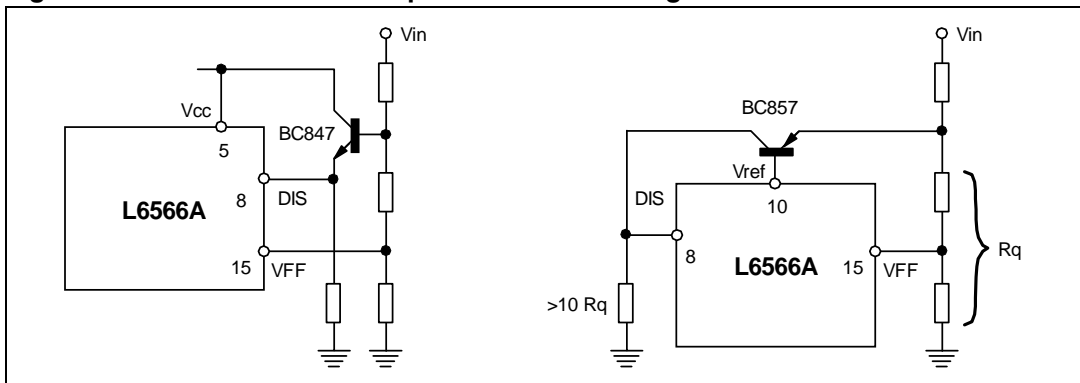 Vin
Vcc
BC847
5
8
DIS
L6566A
15
VFF
Vin
BC857
Vref
DIS
10
8
L6566A
15
VFF
Rq
>10 Rq